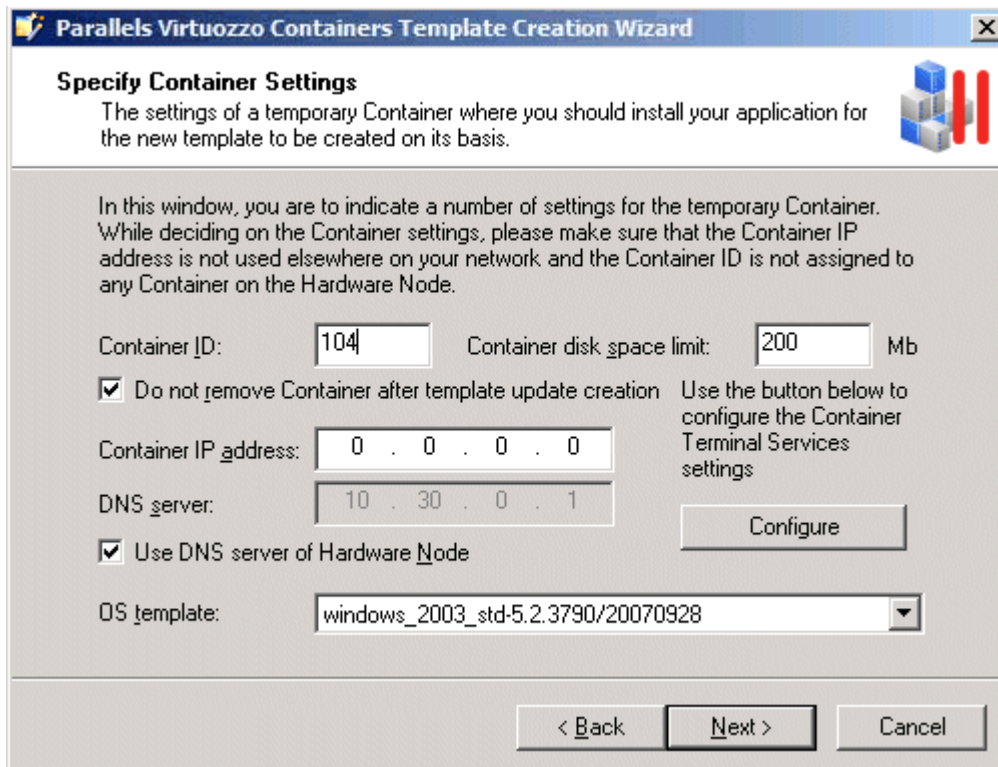 Parallels Virtuozzo Containers Template Creation Wizard
Specify Container Settings
The settings of a temporary Container where you should install your application for
the new template to be created on its basis.
In this window, you are to indicate a number of settings for the temporary Container.
While deciding on the Container settings, please make sure that the Container IP
address is not used elsewhere on your network and the Container ID is not assigned to
any Container on the Hardware Node.
Container ID: 104 Container disk space limit: 200 Mb
Do not remove Container after template update creation
Use the button below to
configure the Container
Terminal Services
settings
Container IP address: 0 . 0 . 0 . 0
DNS server: 10 . 30 . 0 . 1
Configure
Use DNS server of Hardware Node
OS template: windows_2003_std-5.2.3790/20070928
< Back Next > Cancel